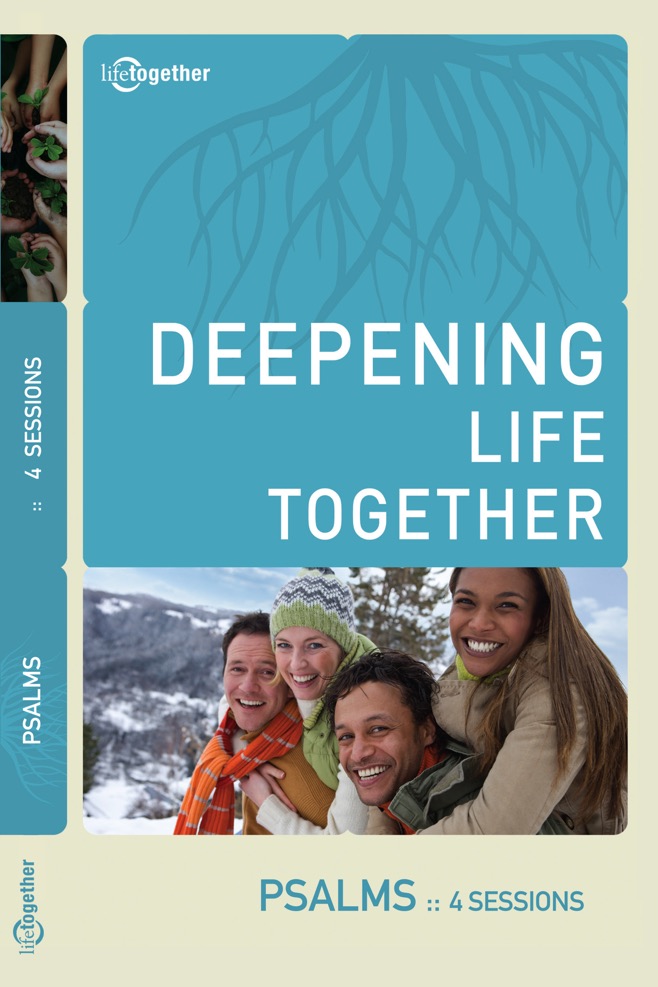 lifetogether
DEEPENING
LIFE
TOGETHER
PSALMS :: 4 SESSIONS
:: 4 SESSIONS
PSALMS
lifetogether